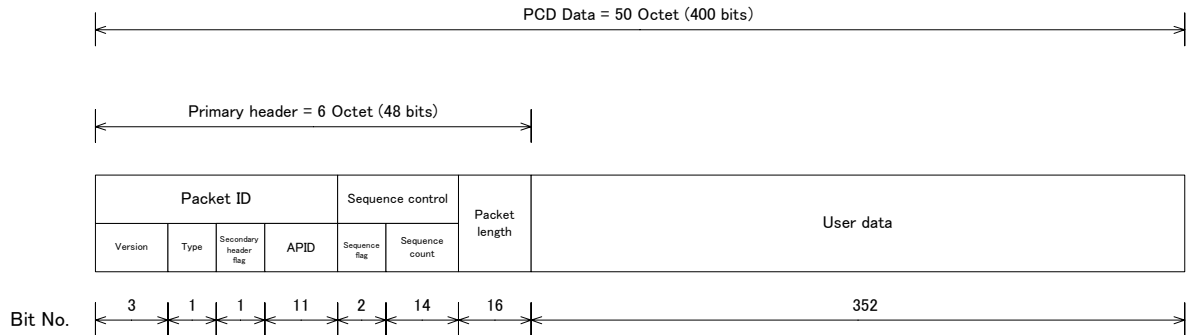 PCD Data = 50 Octet (400 bits)
Primary header = 6 Octet (48 bits)
Packet ID
Sequence control
Packet
length
User data
Version
Type
Secondary
header
flag
APID
Sequence
flag
Sequence
count
Bit No.
3
1
1
11
2
14
16
352